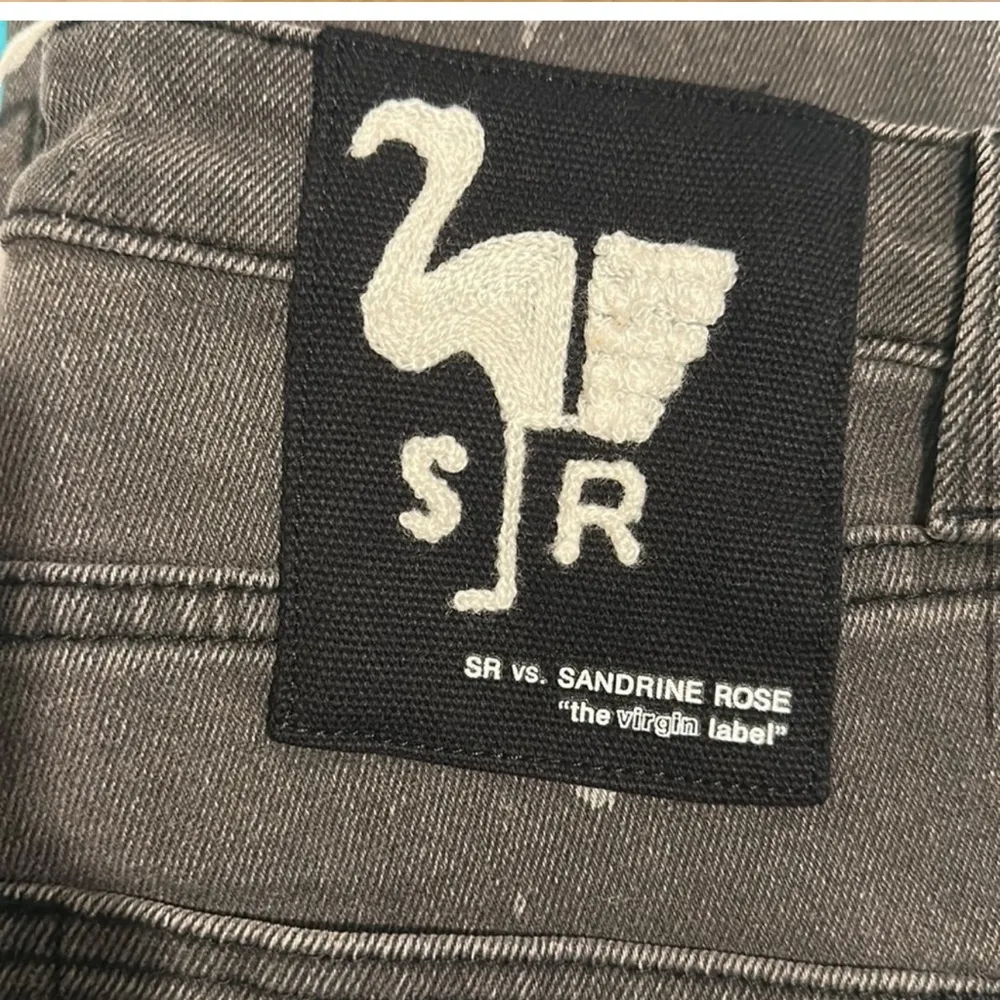 S R
SR vs. SANDRINE ROSE
“the virgin label”